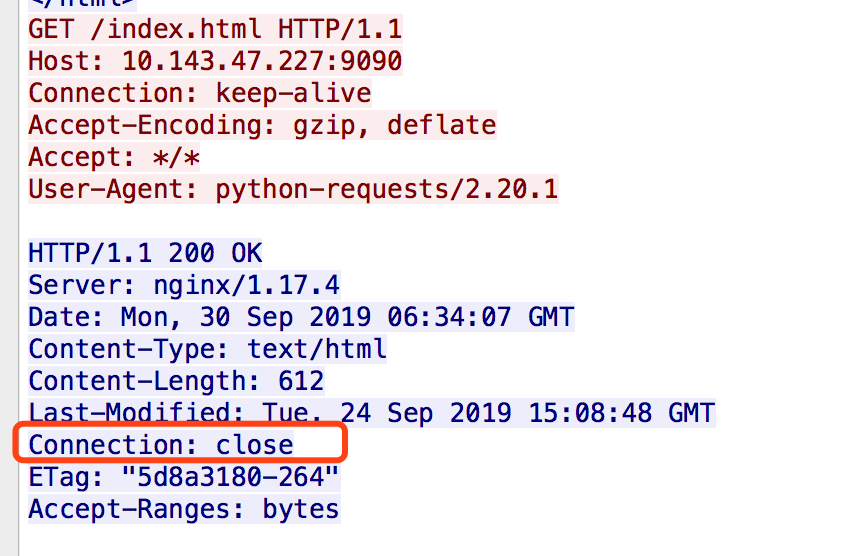 </html>
GET /index.html HTTP/1.1
Host: 10.143.47.227:9090
Connection: keep-alive
Accept-Encoding: gzip, deflate
Accept: */*
User-Agent: python-requests/2.20.1
HTTP/1.1 200 OK
Server: nginx/1.17.4
Date: Mon, 30 Sep 2019 06:34:07 GMT
Content-Type: text/html
Content-Length: 612
Last-Modified: Tue, 24 Sep 2019 15:08:48 GMT
Connection: close
ETag: "5d8a3180-264"
Accept-Ranges: bytes